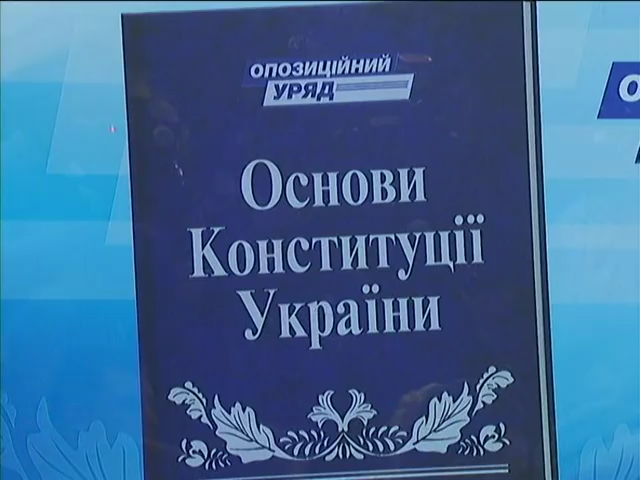 ОПОЗИЦІЙНИЙ
УРЯД
Основи
Конституції
України